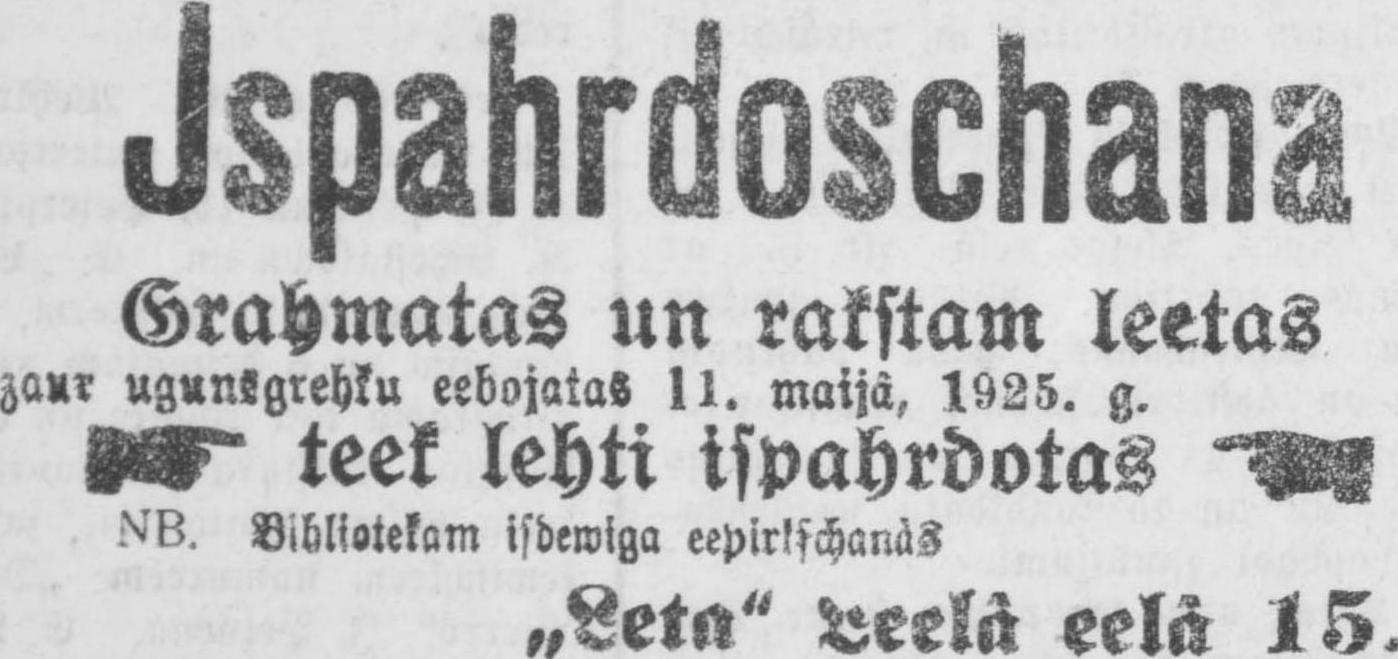 Jspahrdoschana
Grahmatas un rakſtam leetas
zaur ugunsgrehku eebojatas 11. maijâ, 1925. g.
teek lehti iſpahrdotas
NB. Bibliotekam iſdewiga eepirkſchanâs
„Leta“ Leelâ eelâ 15.